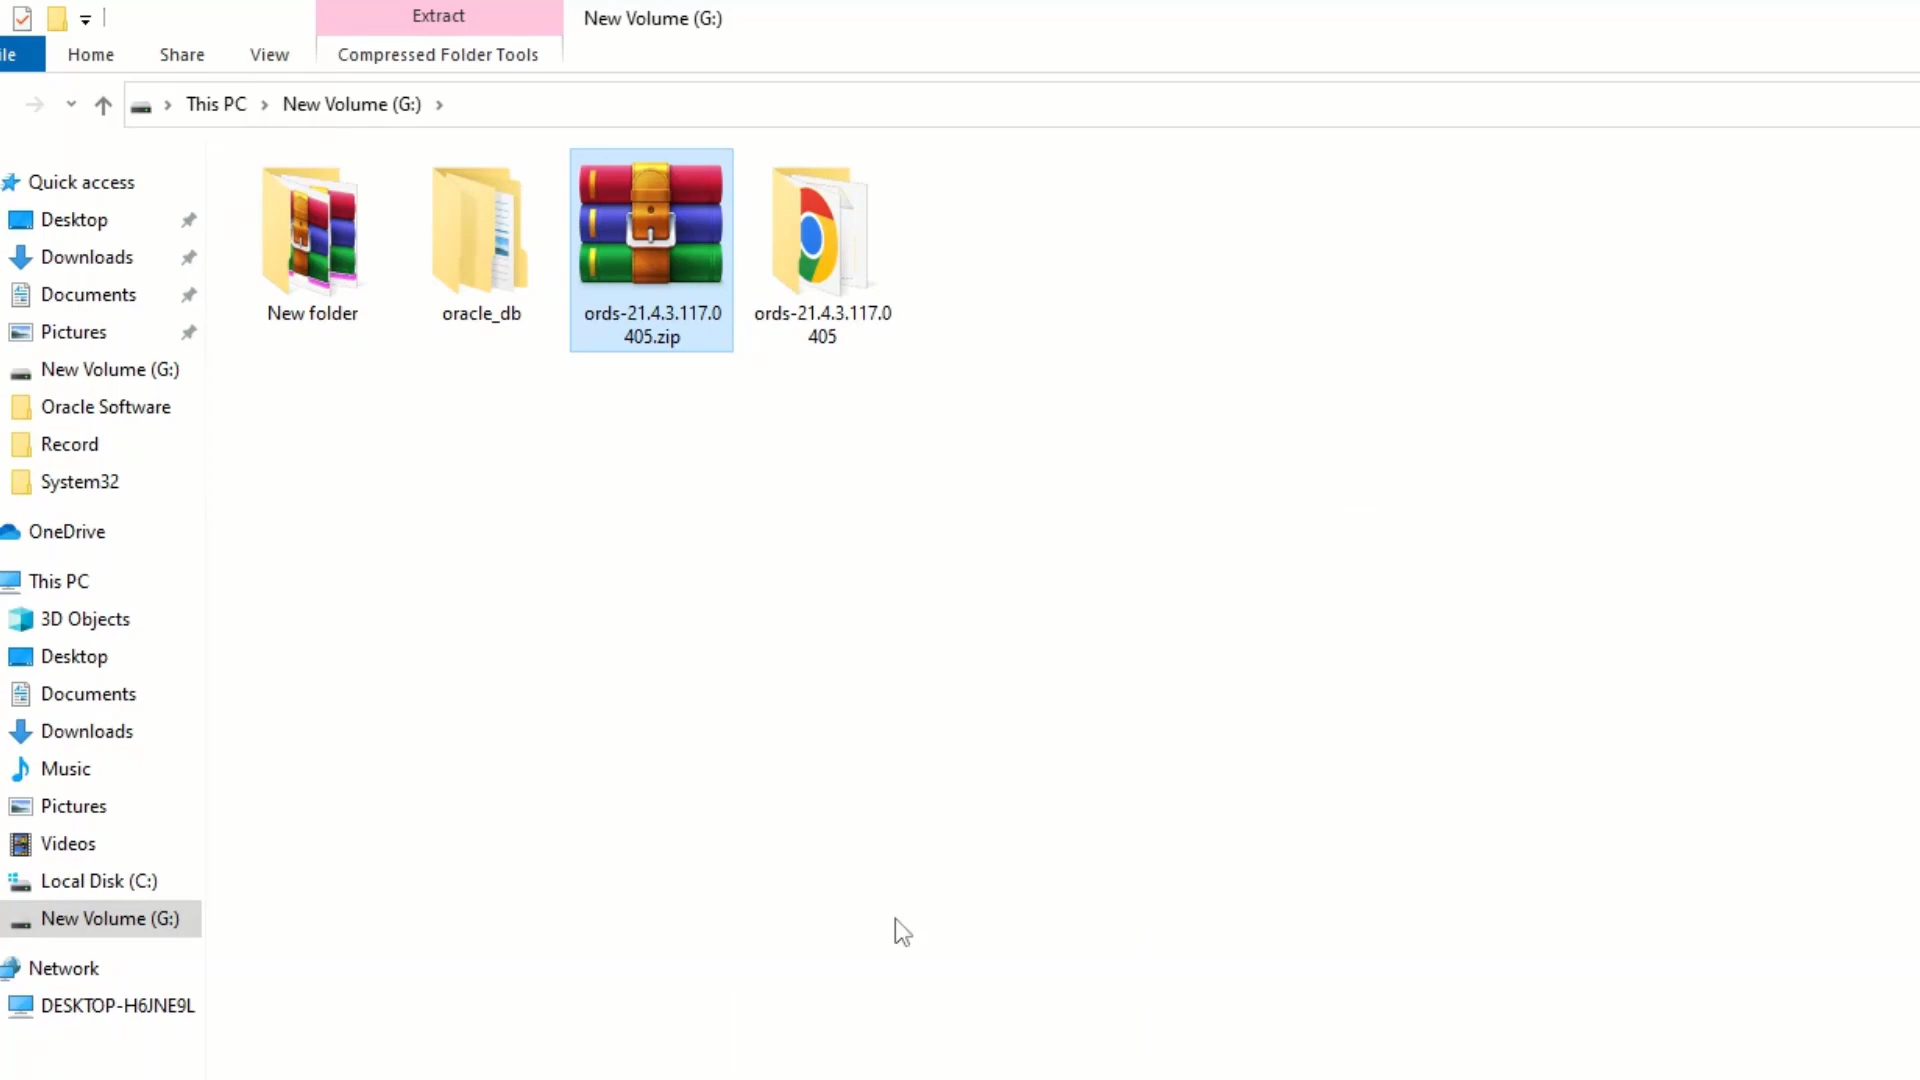 Extract
New Volume (G:)
ile
Home
Share
View
Compressed Folder Tools
This PC
New Volume (G:)
Quick access
Desktop
Downloads
Documents
Pictures
New Volume (G:)
Oracle Software
Record
System32
OneDrive
This PC
3D Objects
Desktop
Documents
Downloads
Music
Pictures
Videos
Local Disk (C:)
New Volume (G:)
Network
DESKTOP-H6JNE9L
New folder
oracle_db
ords-21.4.3.117.0
405.zip
ords-21.4.3.117.0
405